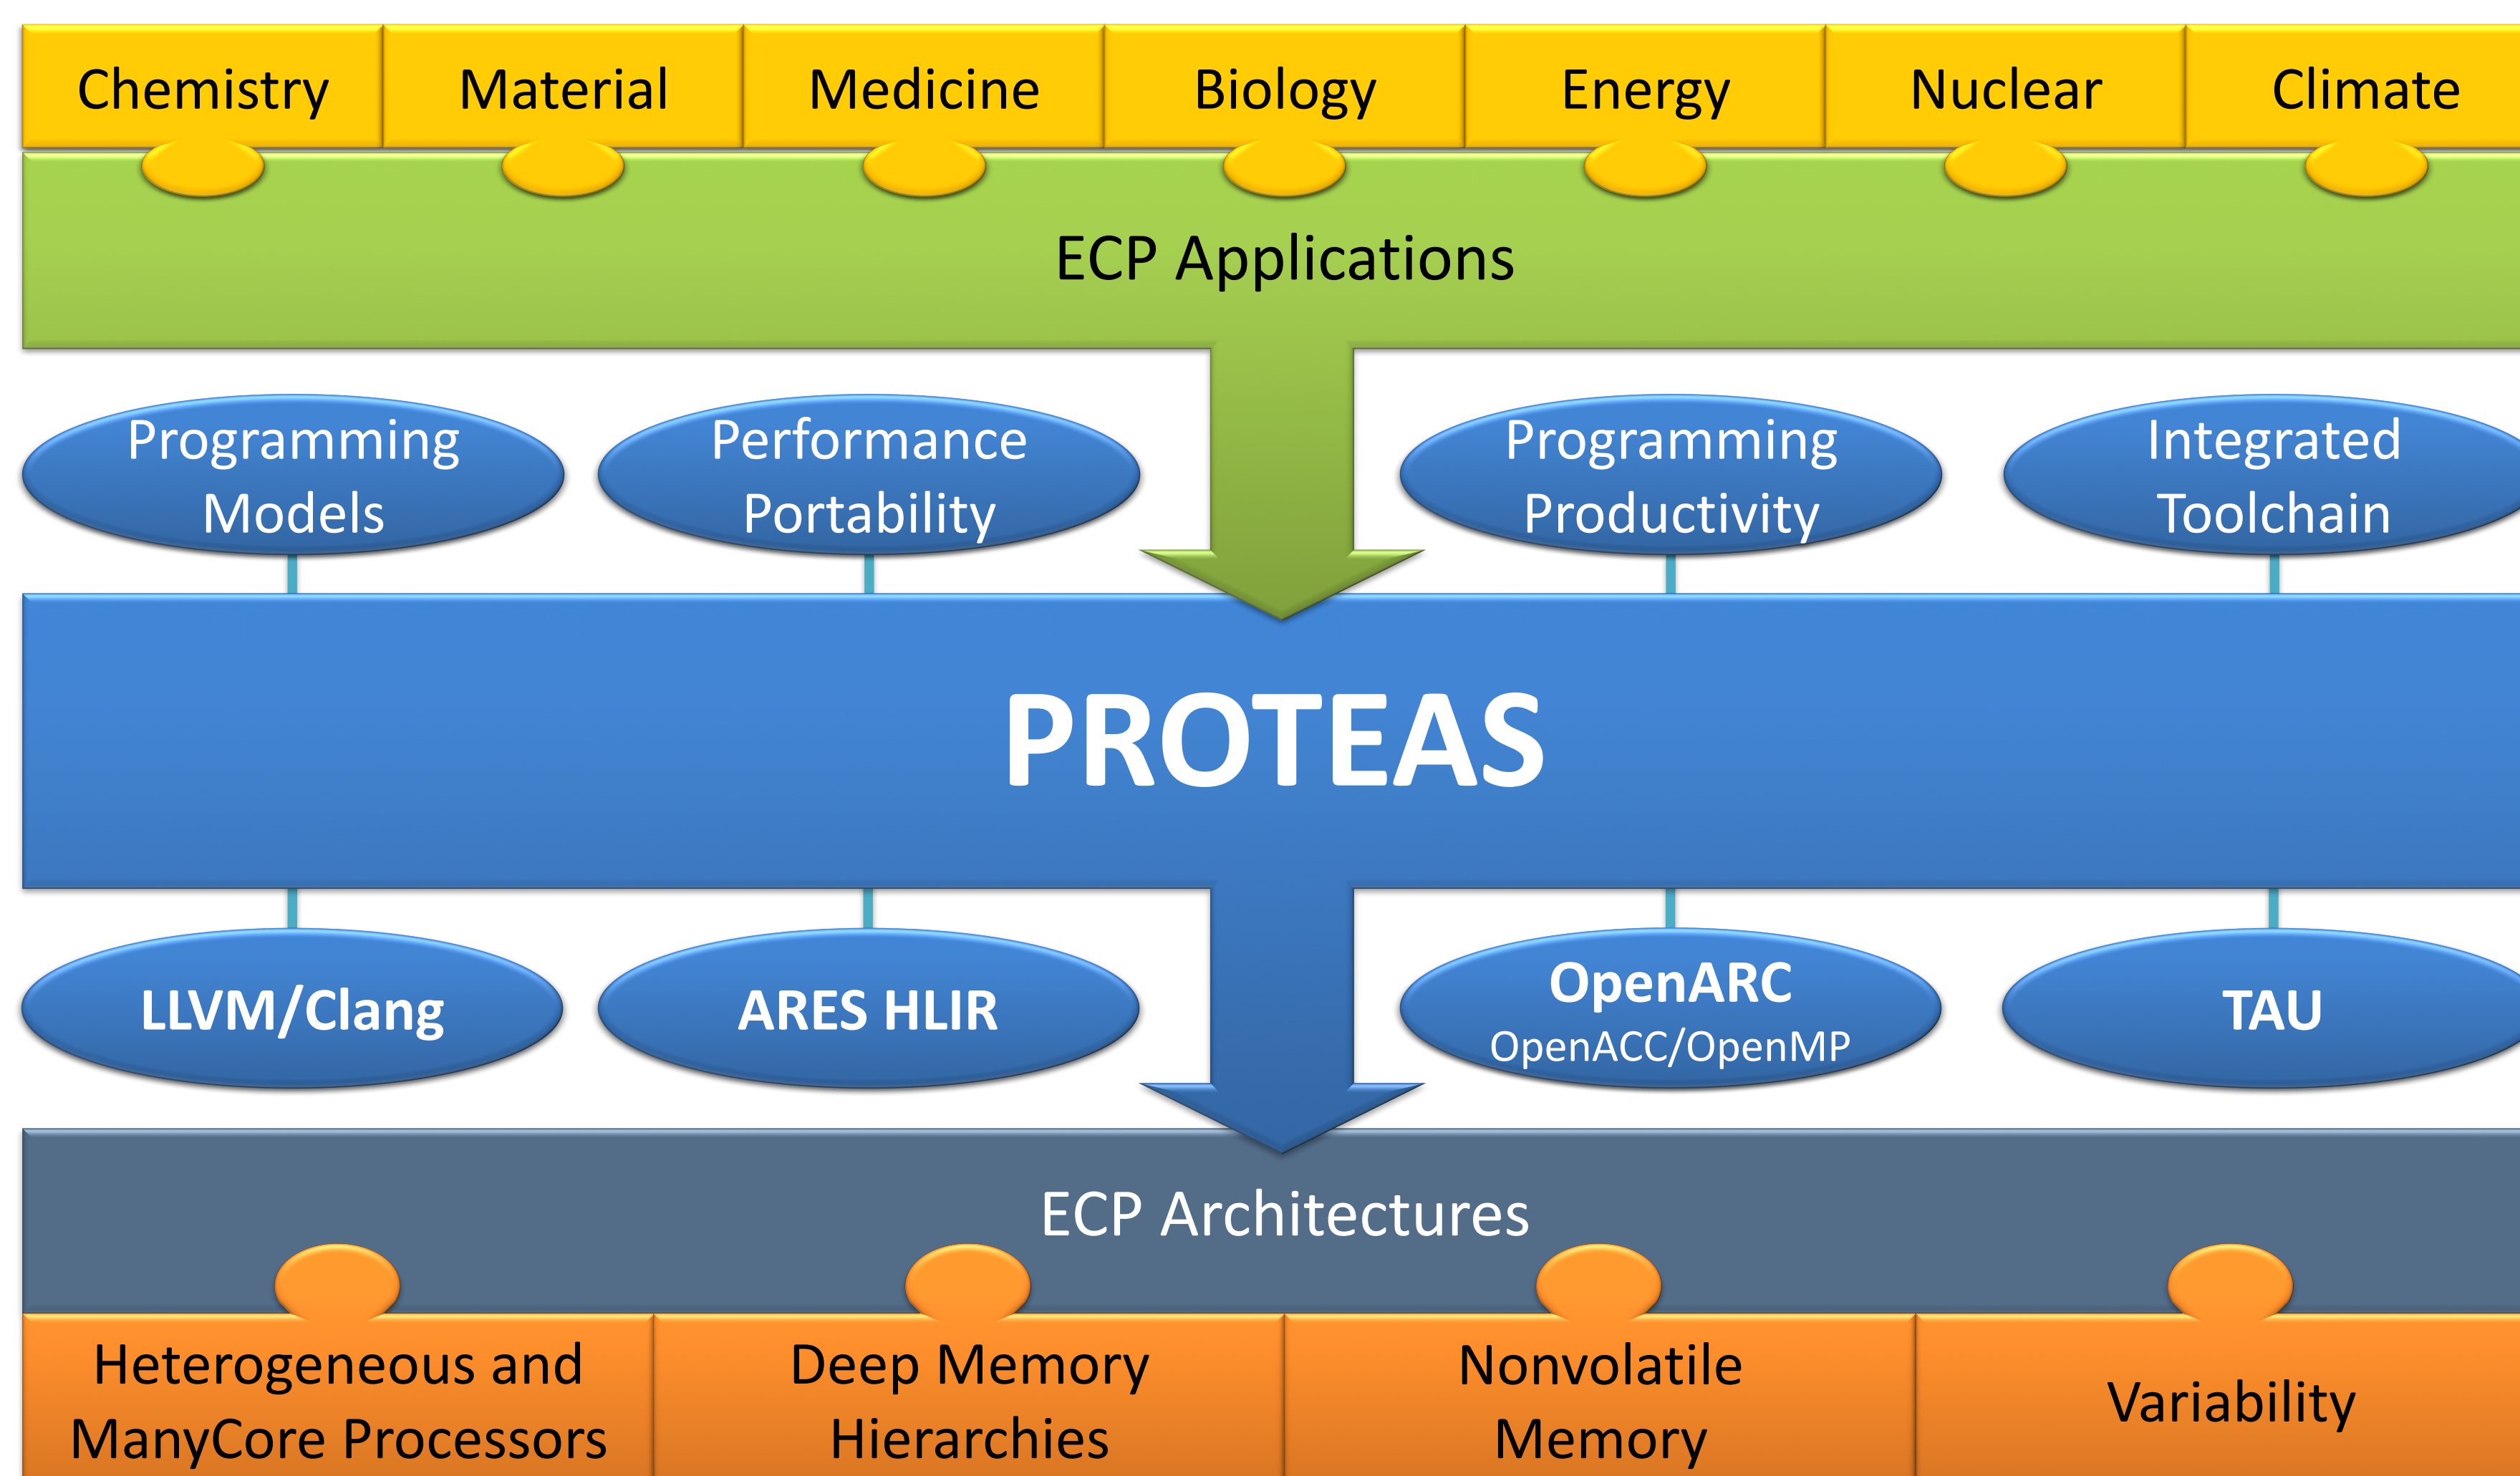 Chemistry
Material
Medicine
Biology
Energy
Nuclear
Climate
ECP Applications
Programming
Models
Performance
Portability
Programming
Productivity
Integrated
Toolchain
PROTEAS
LLVM/Clang
ARES HLIR
OpenARC
OpenACC/OpenMP
TAU
ECP Architectures
Heterogeneous and
ManyCore Processors
Deep Memory
Hierarchies
Nonvolatile
Memory
Variability